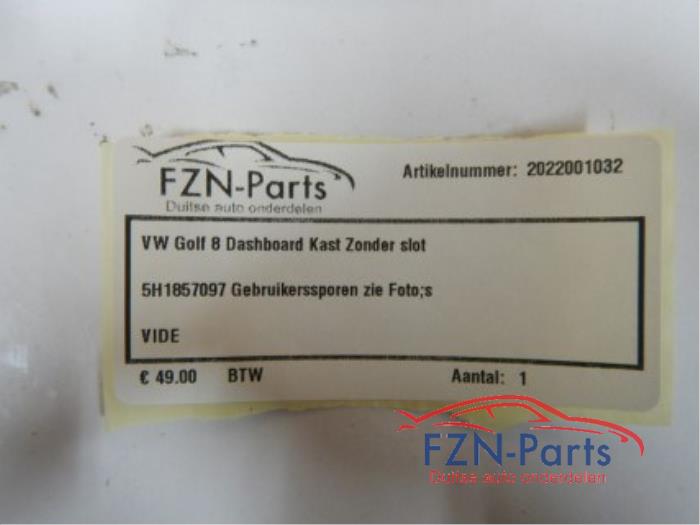 FZN-Parts
Duitse auto onderdelen
Artikelnummer: 2022001032
VW Golf 8 Dashboard Kast Zonder slot
5H1857097 Gebruikerssporen zie Foto;s
VIDE
€ 49.00 BTW Aantal: 1
FZN-Parts
Duitse auto onderdelen